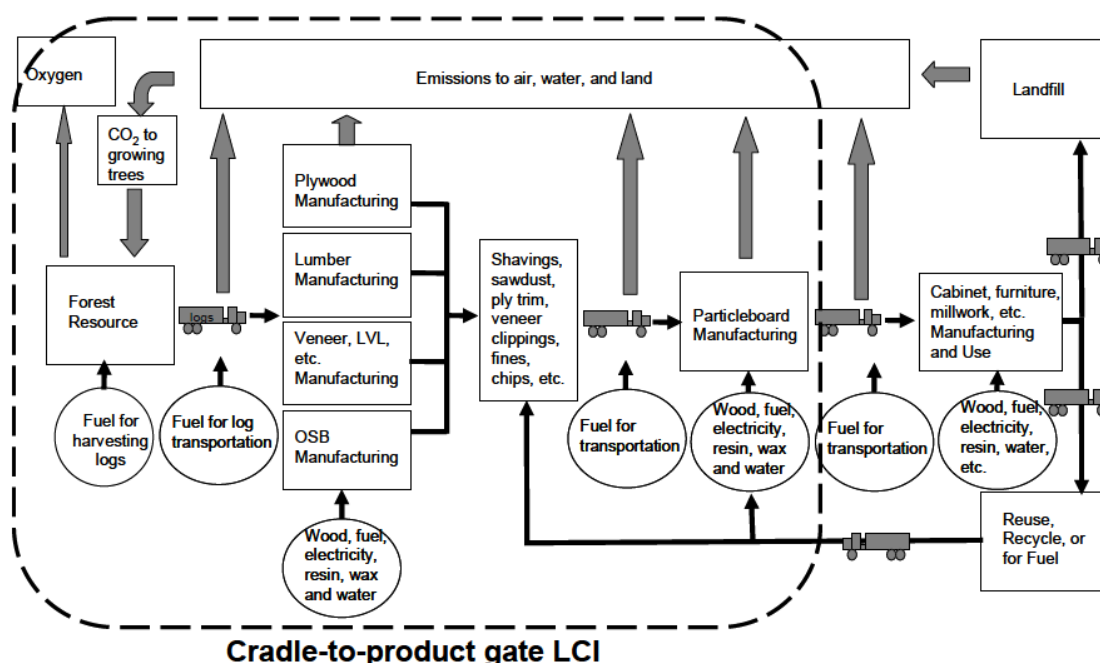 Oxygen
Emissions to air, water, and land
Landfill
CO2 to
growing
trees
Plywood
Manufacturing
Lumber
Manufacturing
Veneer, LVL,
etc.
Manufacturing
OSB
Manufacturing
Forest
Resource
logs
Shavings,
sawdust,
ply trim,
veneer
clippings,
fines,
chips, etc.
Particleboard
Manufacturing
Cabinet, furniture,
millwork, etc.
Manufacturing
and Use
Fuel for
harvesting
logs
Fuel for log
transportation
Wood, fuel,
electricity,
resin, wax
and water
Fuel for
transportation
Wood, fuel,
electricity,
resin, wax
and water
Fuel for
transportation
Wood, fuel,
electricity,
resin, water,
etc.
Reuse,
Recycle, or
for Fuel
Cradle-to-product gate LCI